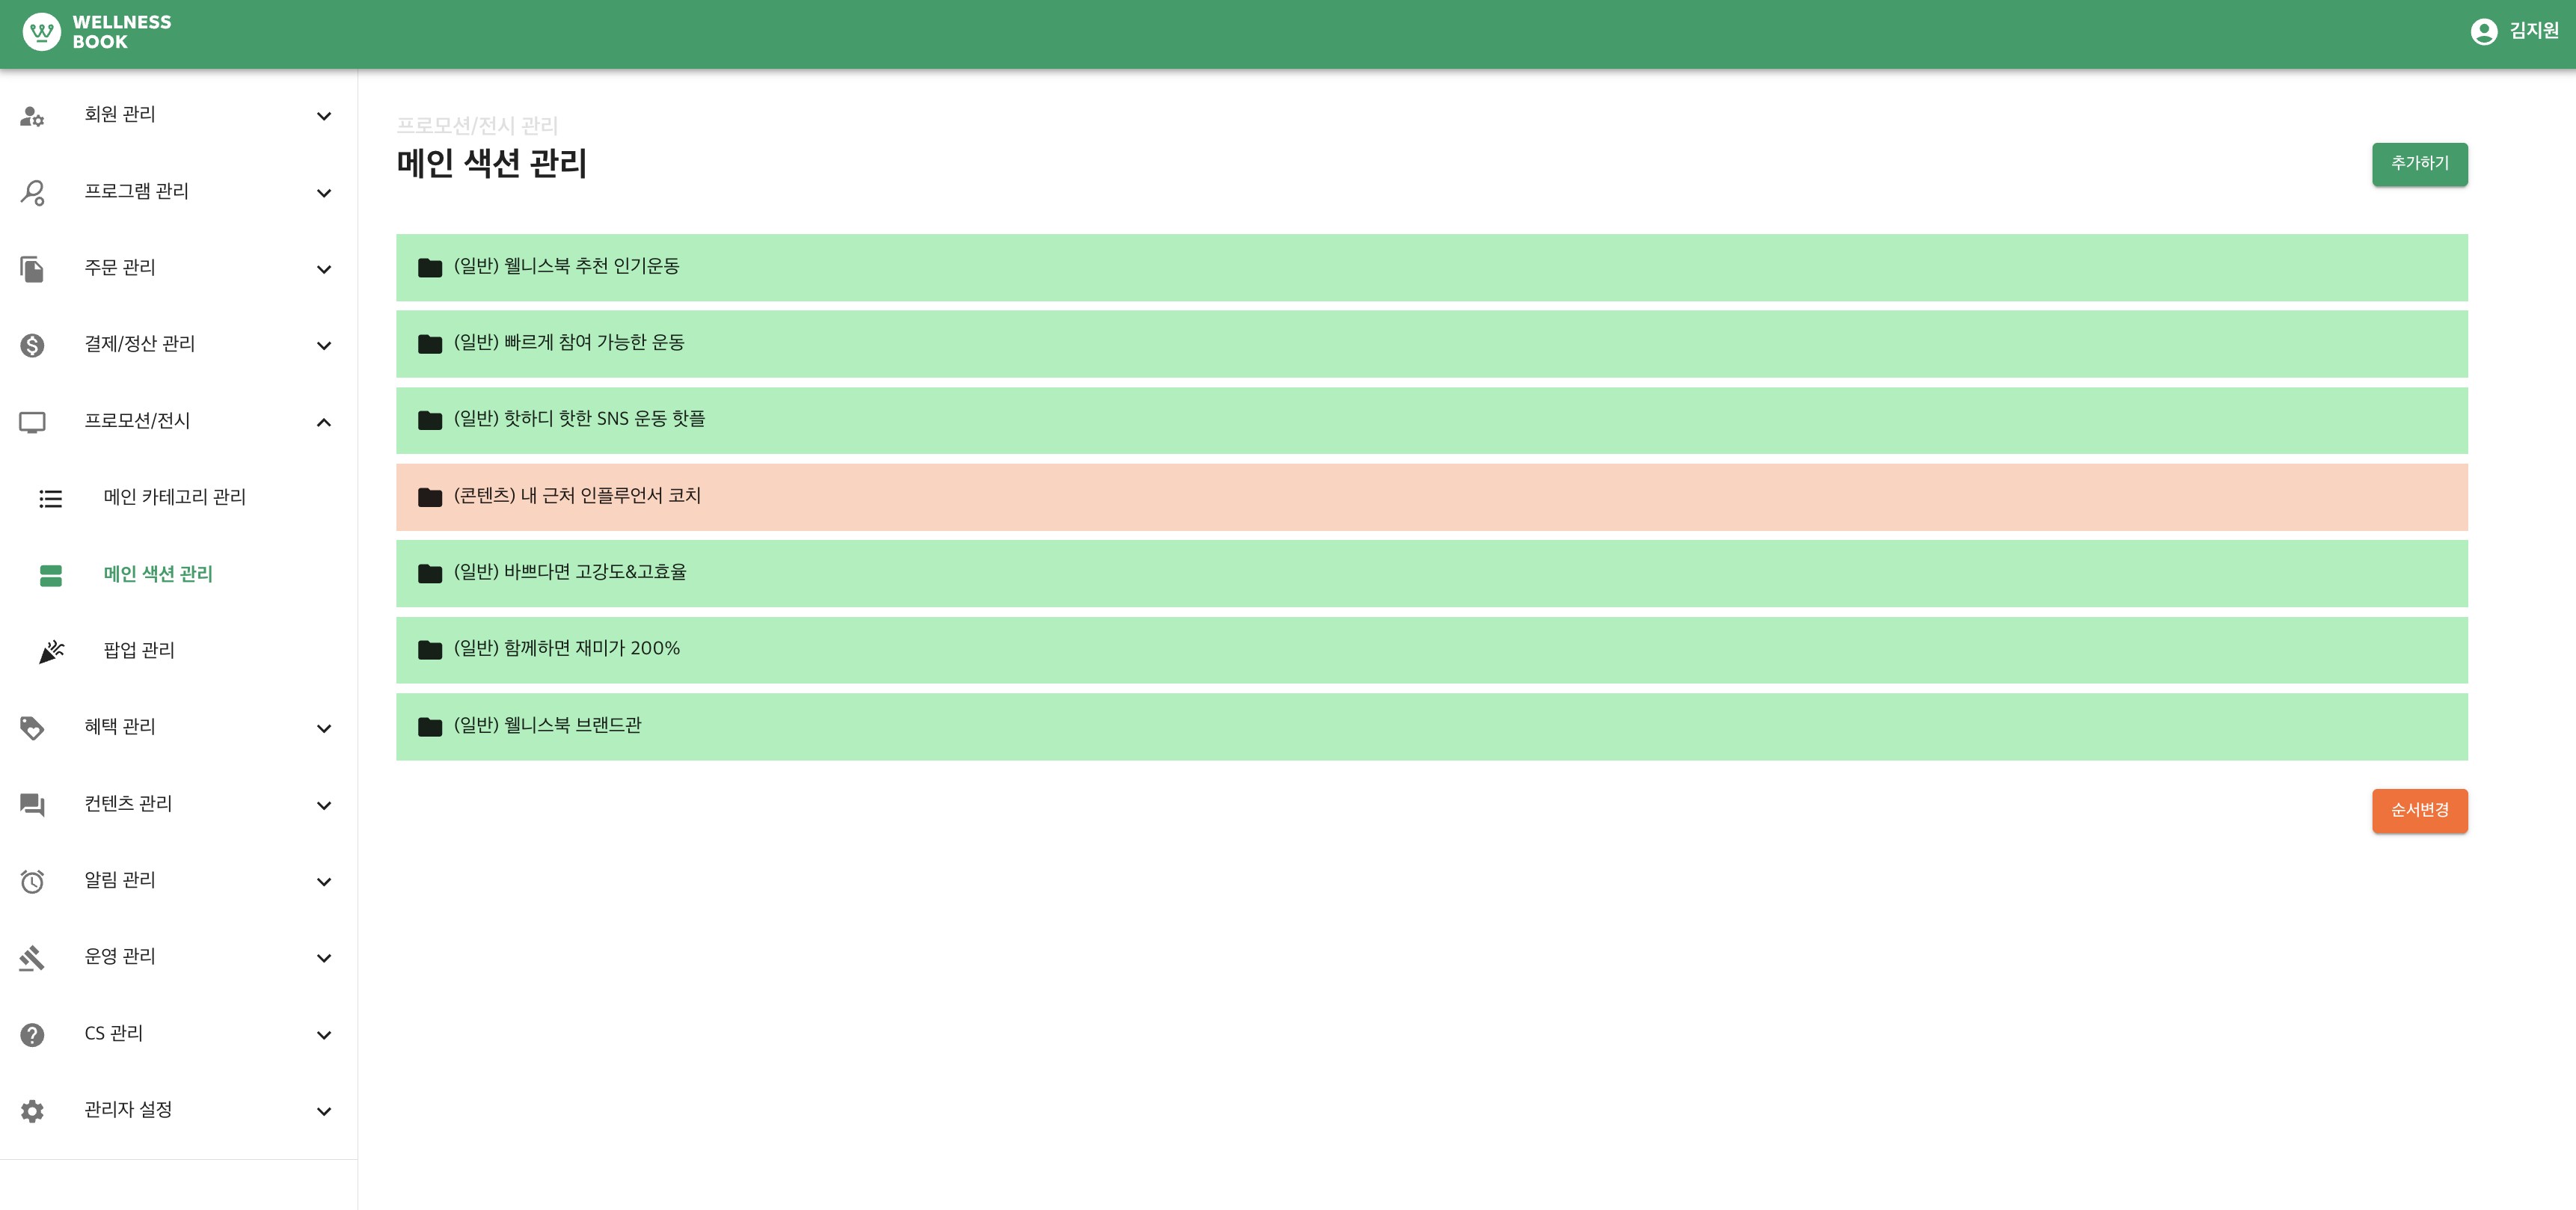 WELLNESS
BOOK
김지원
회원 관리
프로그램 관리
주문 관리
결제/정산 관리
프로모션/전시
메인 카테고리 관리
메인 색션 관리
팝업 관리
혜택 관리
컨텐츠 관리
알림 관리
운영 관리
CS 관리
관리자 설정
프로모션/전시 관리
메인 색션 관리
추가하기
(일반) 웰니스북 추천 인기운동
(일반) 빠르게 참여 가능한 운동
(일반) 핫하디 핫한 SNS 운동 핫플
(콘텐츠) 내 근처 인플루언서 코치
(일반) 바쁘다면 고강도&고효율
(일반) 함께하면 재미가 200%
(일반) 웰니스북 브랜드관
순서변경